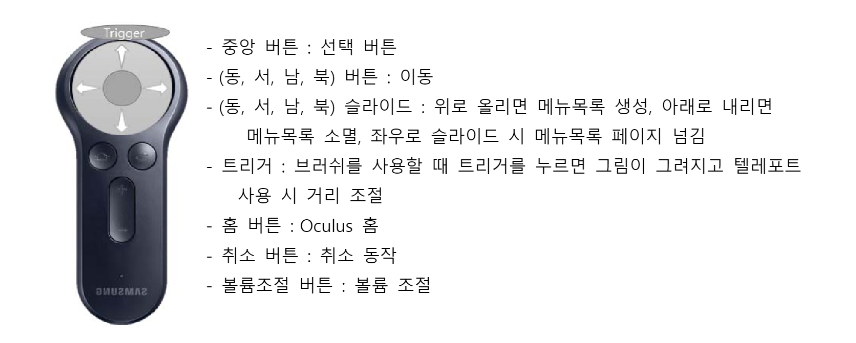 Trigger
- 중앙 버튼 : 선택 버튼
- (동, 서, 남, 북) 버튼 : 이동
- (동, 서, 남, 북) 슬라이드 : 위로 올리면 메뉴목록 생성, 아래로 내리면
메뉴목록 소멸, 좌우로 슬라이드 시 메뉴목록 페이지 넘김
- 트리거 : 브러쉬를 사용할 때 트리거를 누르면 그림이 그려지고 텔레포트
사용 시 거리 조절
- 홈 버튼 : Oculus 홈
- 취소 버튼 : 취소 동작
- 볼륨조절 버튼 : 볼륨 조절
SAMSUNG